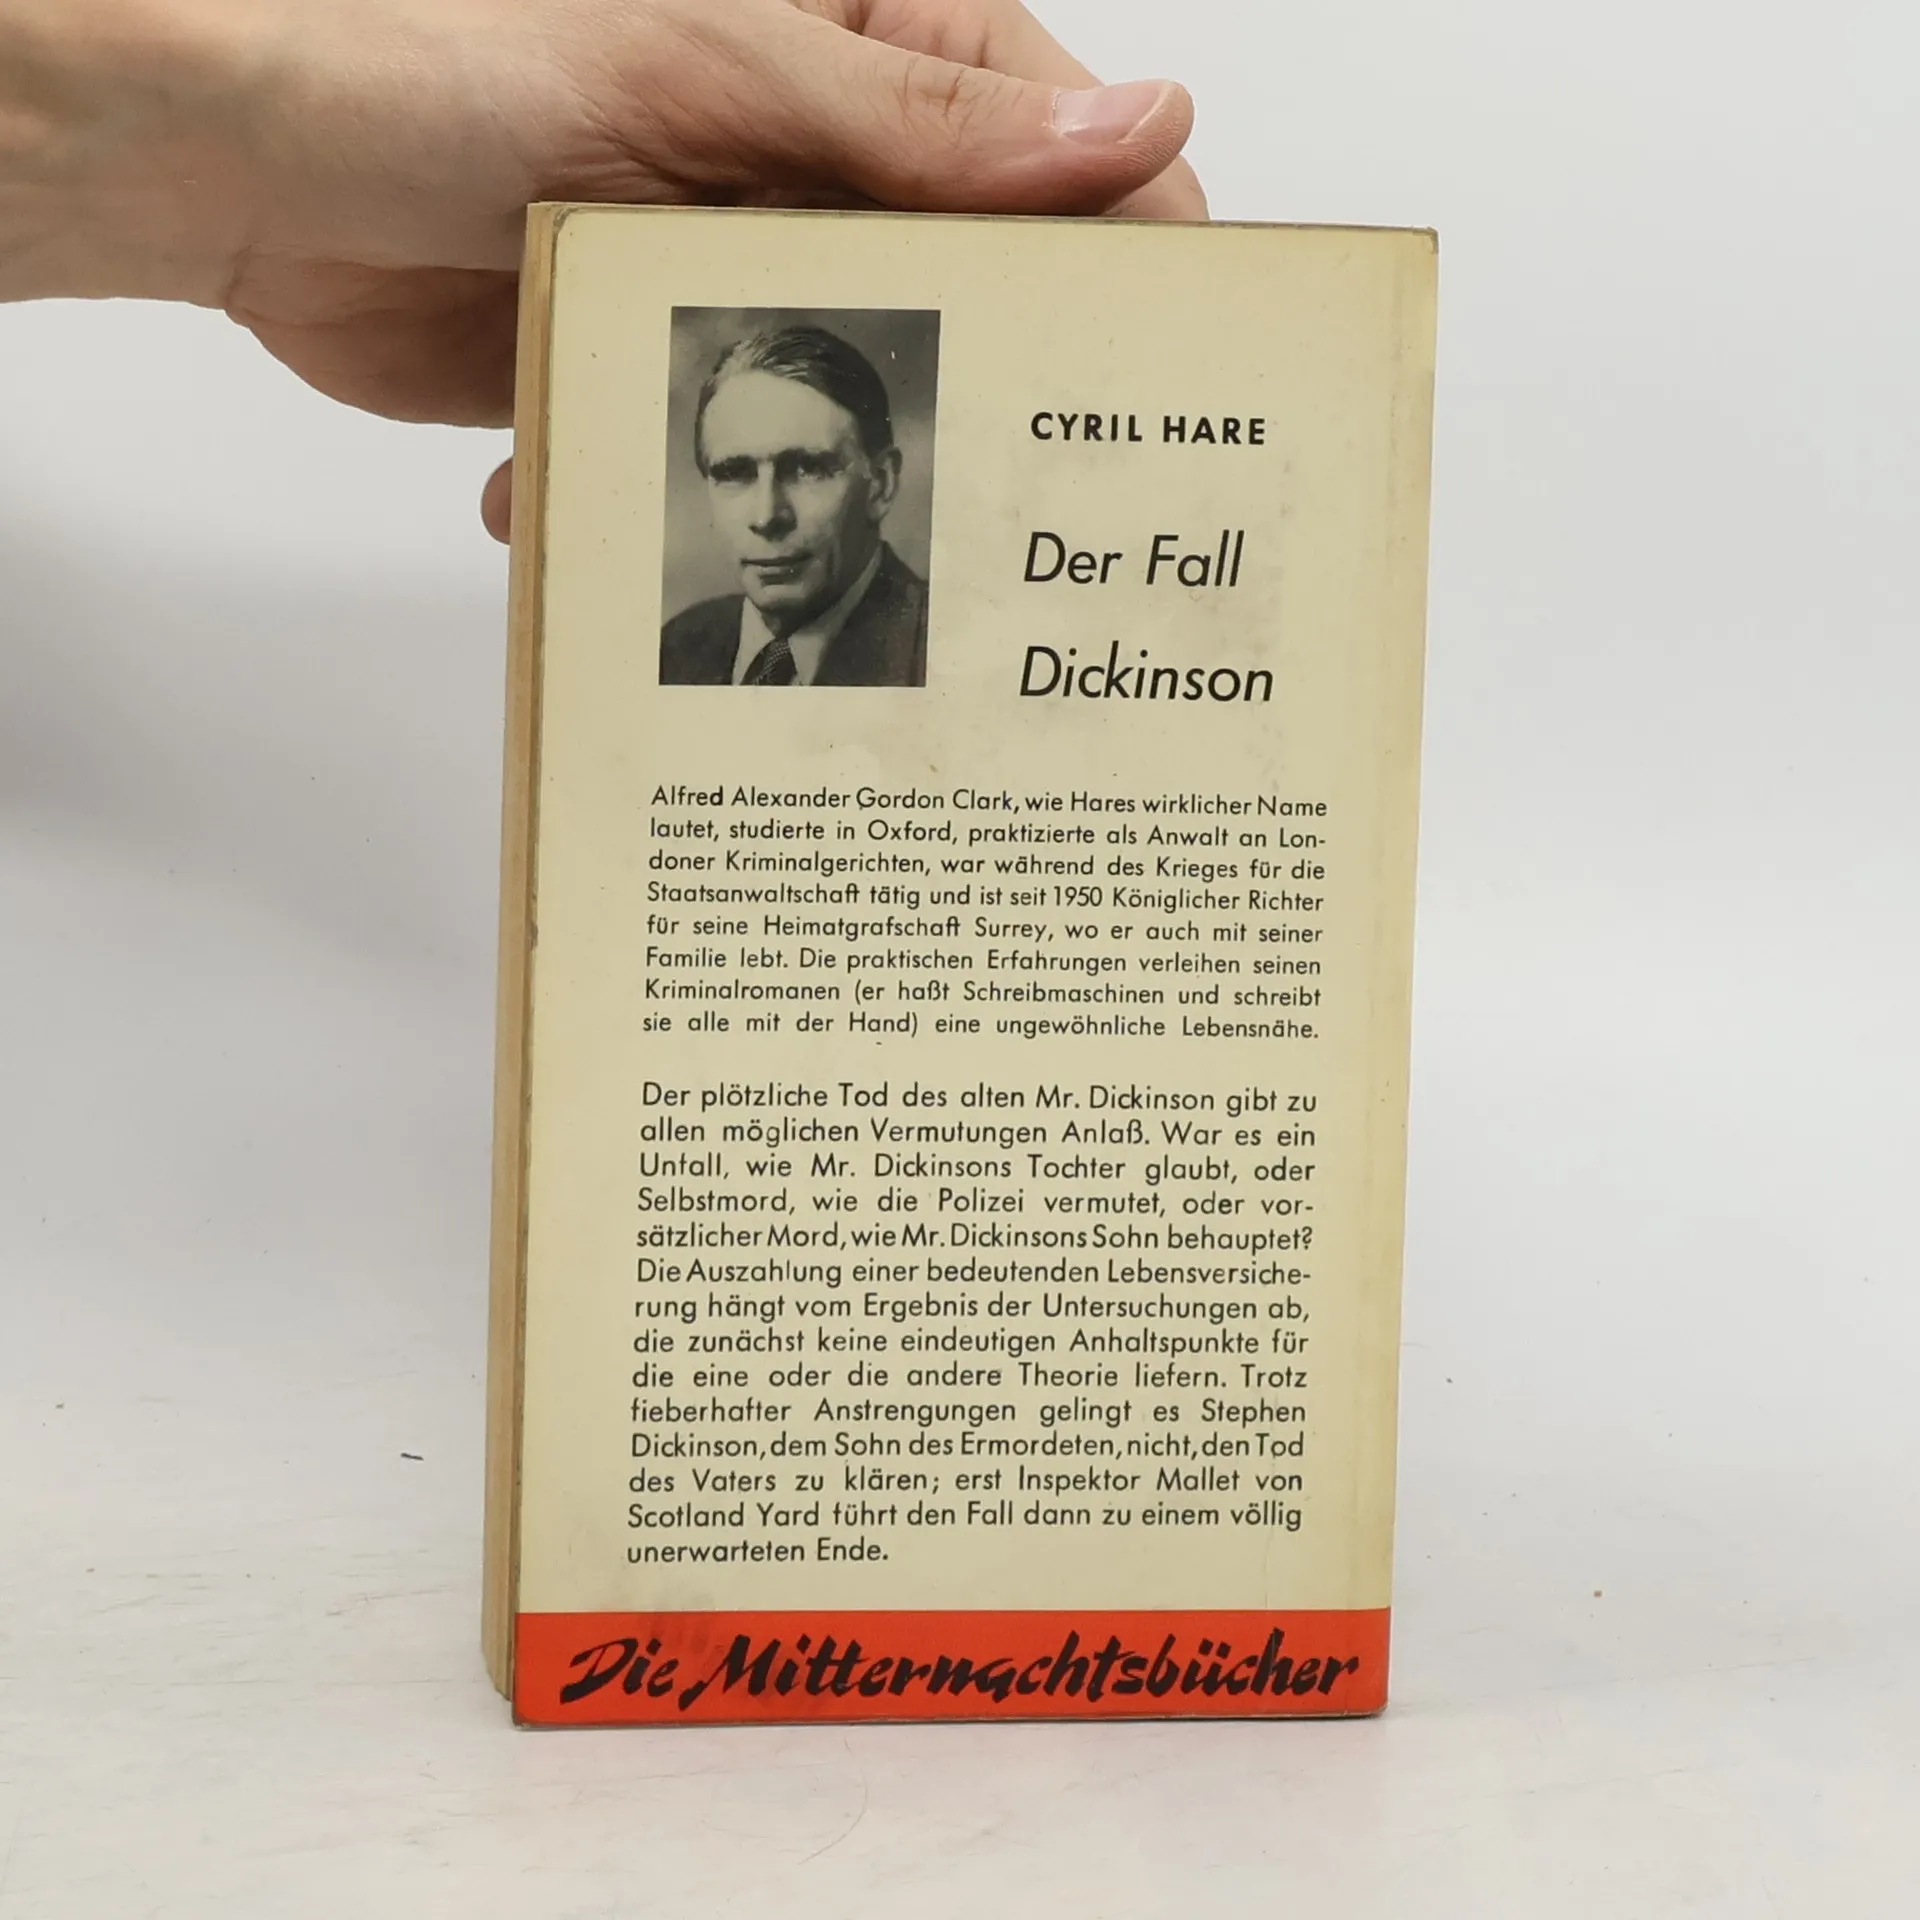 CYRIL HARE
Der Fall
Dickinson
Alfred Alexander Gordon Clark, wie Hares wirklicher Name
lautet, studierte in Oxford, praktizierte als Anwalt an Lon-
doner Kriminalgerichten, war während des Krieges für die
Staatsanwaltschaft tätig und ist seit 1950 Königlicher Richter
für seine Heimatgrafschaft Surrey, wo er auch mit seiner
Familie lebt. Die praktischen Erfahrungen verleihen seinen
Kriminalromanen (er haßt Schreibmaschinen und schreibt
sie alle mit der Hand) eine ungewöhnliche Lebensnähe.
Der plötzliche Tod des alten Mr. Dickinson gibt zu
allen möglichen Vermutungen Anlaß. War es ein
Unfall, wie Mr. Dickinsons Tochter glaubt, oder
Selbstmord, wie die Polizei vermutet, oder vor-
sätzlicher Mord, wie Mr. Dickinsons Sohn behauptet?
Die Auszahlung einer bedeutenden Lebensversiche-
rung hängt vom Ergebnis der Untersuchungen ab,
die zunächst keine eindeutigen Anhaltspunkte für
die eine oder die andere Theorie liefern. Trotz
fieberhafter Anstrengungen gelingt es Stephen
Dickinson, dem Sohn des Ermordeten, nicht, den Tod
des Vaters zu klären; erst Inspektor Mallet von
Scotland Yard führt den Fall dann zu einem völlig
unerwarteten Ende.
Die Mitternachtsbücher